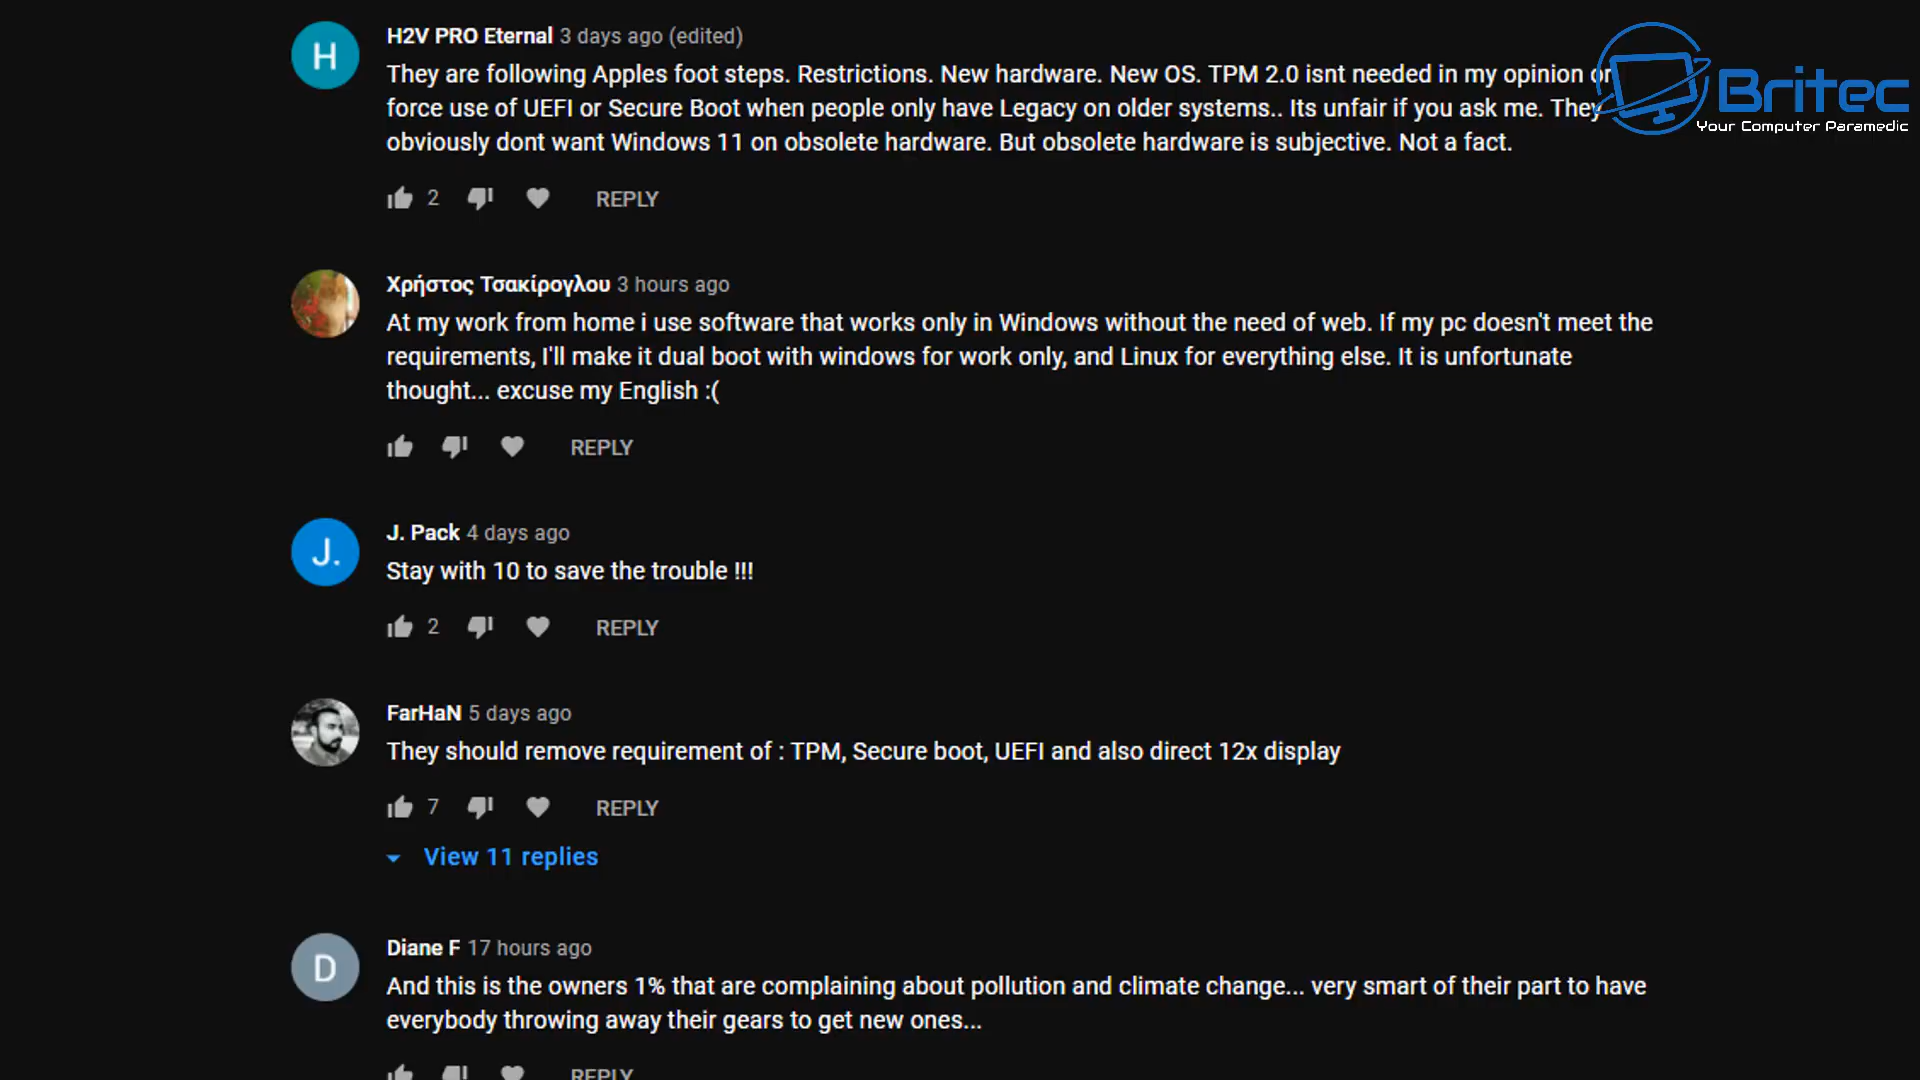 H
H2V PRO Eternal 3 days ago (edited)
They are following Apples foot steps. Restrictions. New hardware. New OS. TPM 2.0 isnt needed in my opinion or
force use of UEFI or Secure Boot when people only have Legacy on older systems.. Its unfair if you ask me. They
obviously dont want Windows 11 on obsolete hardware. But obsolete hardware is subjective. Not a fact.
2 REPLY
Britec
Your Computer Paramedic
Χρήστος Τσακίρογλου 3 hours ago
At my work from home i use software that works only in Windows without the need of web. If my pc doesn't meet the
requirements, I'll make it dual boot with windows for work only, and Linux for everything else. It is unfortunate
thought... excuse my English :(
REPLY
J.
J. Pack 4 days ago
Stay with 10 to save the trouble !!!
2 REPLY
FarHaN 5 days ago
They should remove requirement of : TPM, Secure boot, UEFI and also direct 12x display
7 REPLY
View 11 replies
D
Diane F 17 hours ago
And this is the owners 1% that are complaining about pollution and climate change... very smart of their part to have
everybody throwing away their gears to get new ones...
REPLY